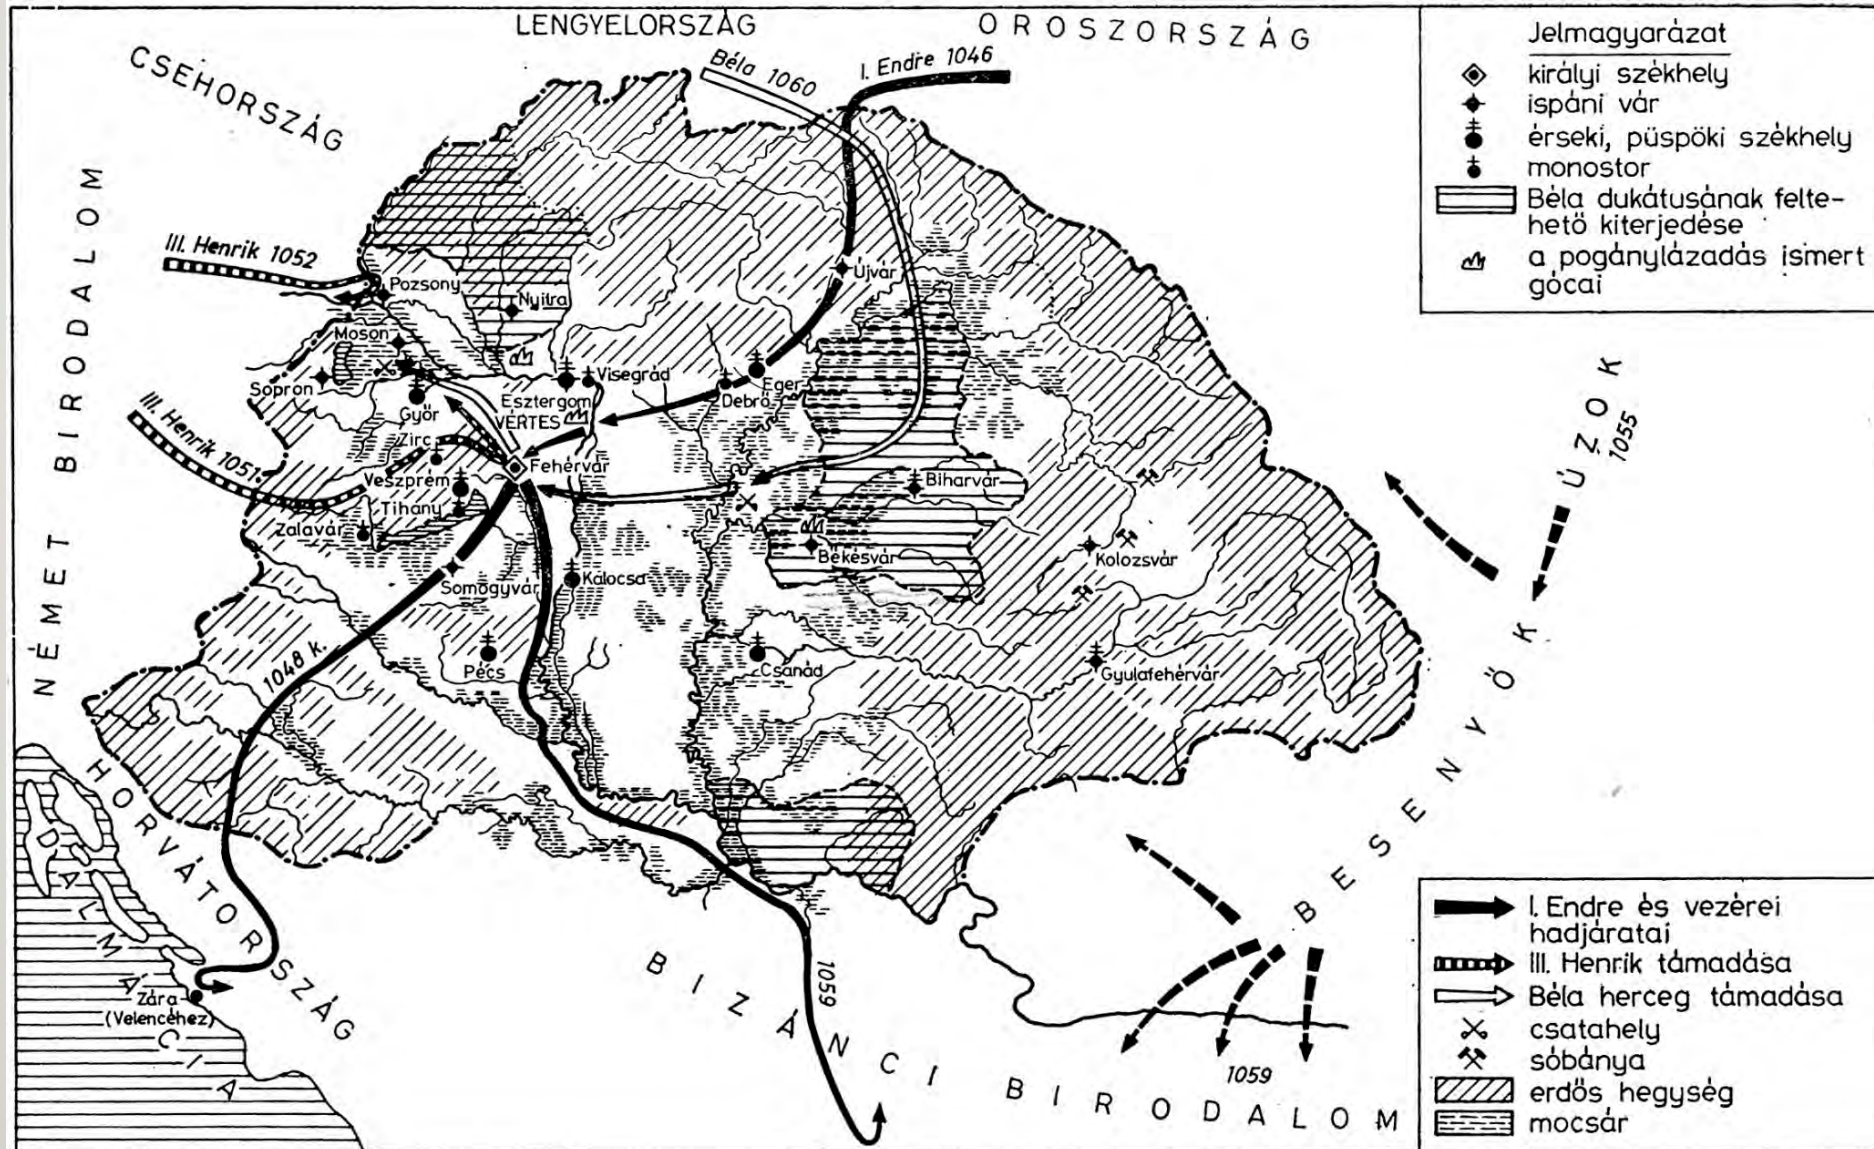 LENGYELORSZÁG
OROSZORSZÁG
CSEHORSZÁG
Béla 1060
I. Endre 1046
NÉMET BIRODALOM
III. Henrik 1052
Pozsony
Újvár
Nyitra
Moson
Sopron
Visegrád
Eger
Esztergom
Debrő
Győr
VÉRTES
III. Henrik 1051
Zirc
Fehérvár
Veszprém
Biharvár
Tihany
Zalavár
Békésvár
Kolozsvár
Somogyvár
Kalocsa
1048 k.
Pécs
Csanád
Gyulafehérvár
ÚZOK
1055
BESENYŐK
HORVÁTORSZÁG
DALMÁCIA
Zára
(Velencéhez)
1059
BIZÁNCI BIRODALOM
1059
Jelmagyarázat
királyi székhely
ispáni vár
érseki, püspöki székhely
monostor
Béla dukátusának felte-
hető kiterjedése
a pogánylázadás ismert
gócai
I. Endre és vezérei
hadjáratai
III. Henrik támadása
Béla herceg támadása
csatahely
sóbánya
erdős hegység
mocsár